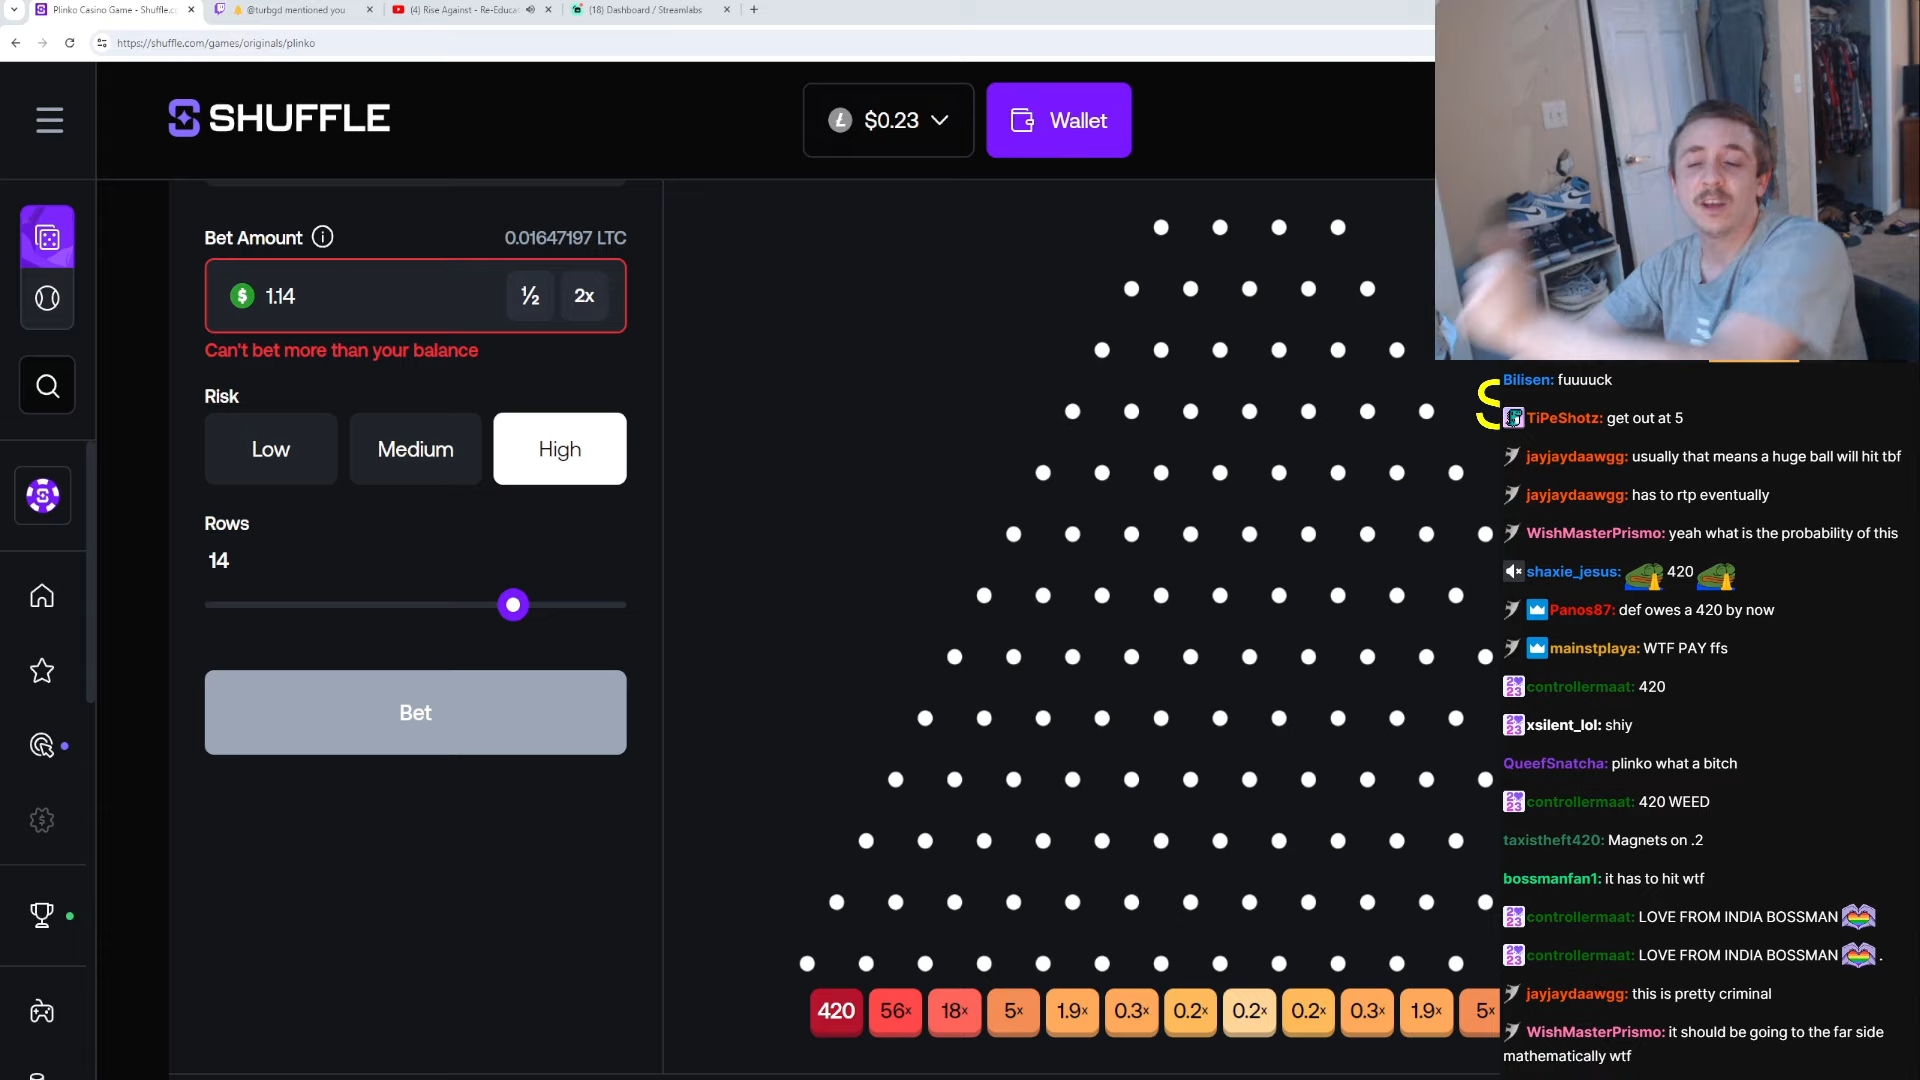 Plinko Casino Game - Shuffle.c
@turbgd mentioned you
(4) Rise Against - Re-Educa
(18) Dashboard / Streamlabs
https://shuffle.com/games/originals/plinko
SHUFFLE
$0.23
Wallet
Bet Amount
0.01647197 LTC
1.14
½
2x
Can't bet more than your balance
Risk
Low
Medium
High
Rows
14
Bet
420
56x
18x
5x
1.9x
0.3x
0.2x
0.2x
0.2x
0.3x
1.9x
5x
S
Bilisen: fuuuuck
TiPeShotz: get out at 5
jayjaydaawgg: usually that means a huge ball will hit tbf
jayjaydaawgg: has to rtp eventually
WishMasterPrismo: yeah what is the probability of this
shaxie_jesus: 420
Panos87: def owes a 420 by now
mainstplaya: WTF PAY ffs
controllermaat: 420
xsilent_lol: shiy
QueefSnatcha: plinko what a bitch
controllermaat: 420 WEED
taxistheft420: Magnets on .2
bossmanfan1: it has to hit wtf
controllermaat: LOVE FROM INDIA BOSSMAN
controllermaat: LOVE FROM INDIA BOSSMAN .
jayjaydaawgg: this is pretty criminal
WishMasterPrismo: it should be going to the far side
mathematically wtf